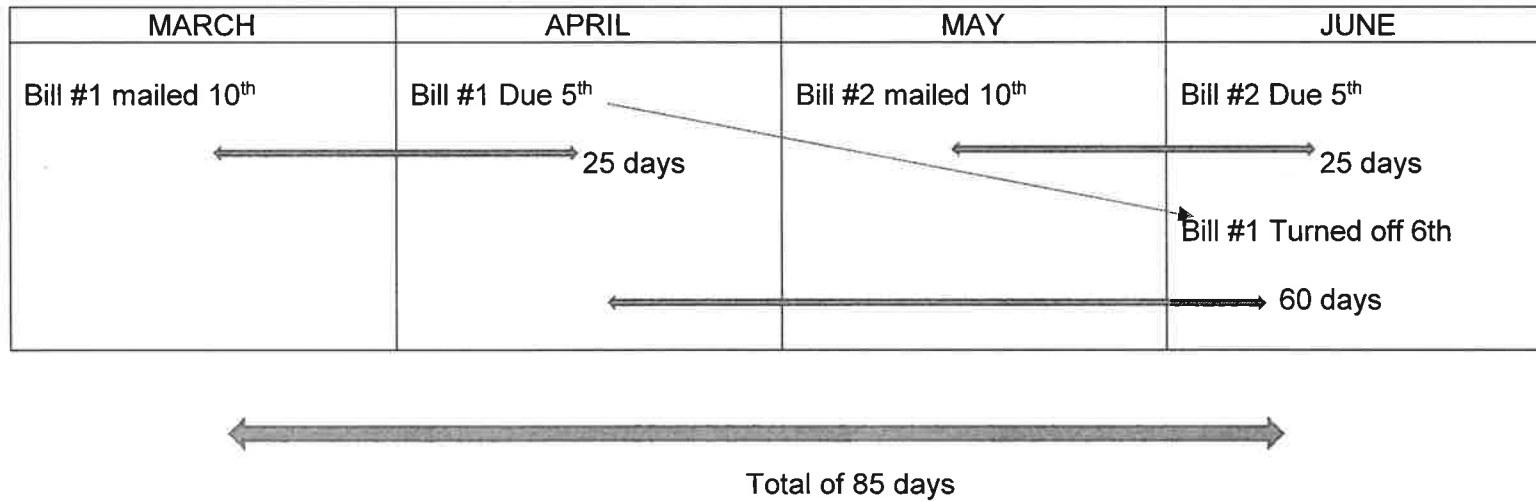 MARCH APRIL MAY JUNE
Bill #1 mailed 10th Bill #1 Due 5th Bill #2 mailed 10th Bill #2 Due 5th
25 days 25 days
Bill #1 Turned off 6th
60 days
Total of 85 days